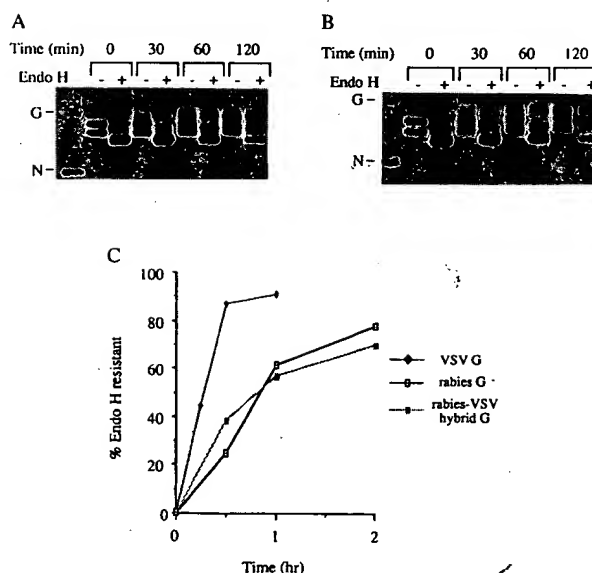 A
Time (min) 0 30 60 120
Endo H - + - + - + - +
G –
N –
B
Time (min) 0 30 60 120
Endo H - + - + - + - +
G –
N –
C
% Endo H resistant
100
80
60
40
20
0
0 1 2
Time (hr)
VSV G
rabies G
rabies-VSV
hybrid G